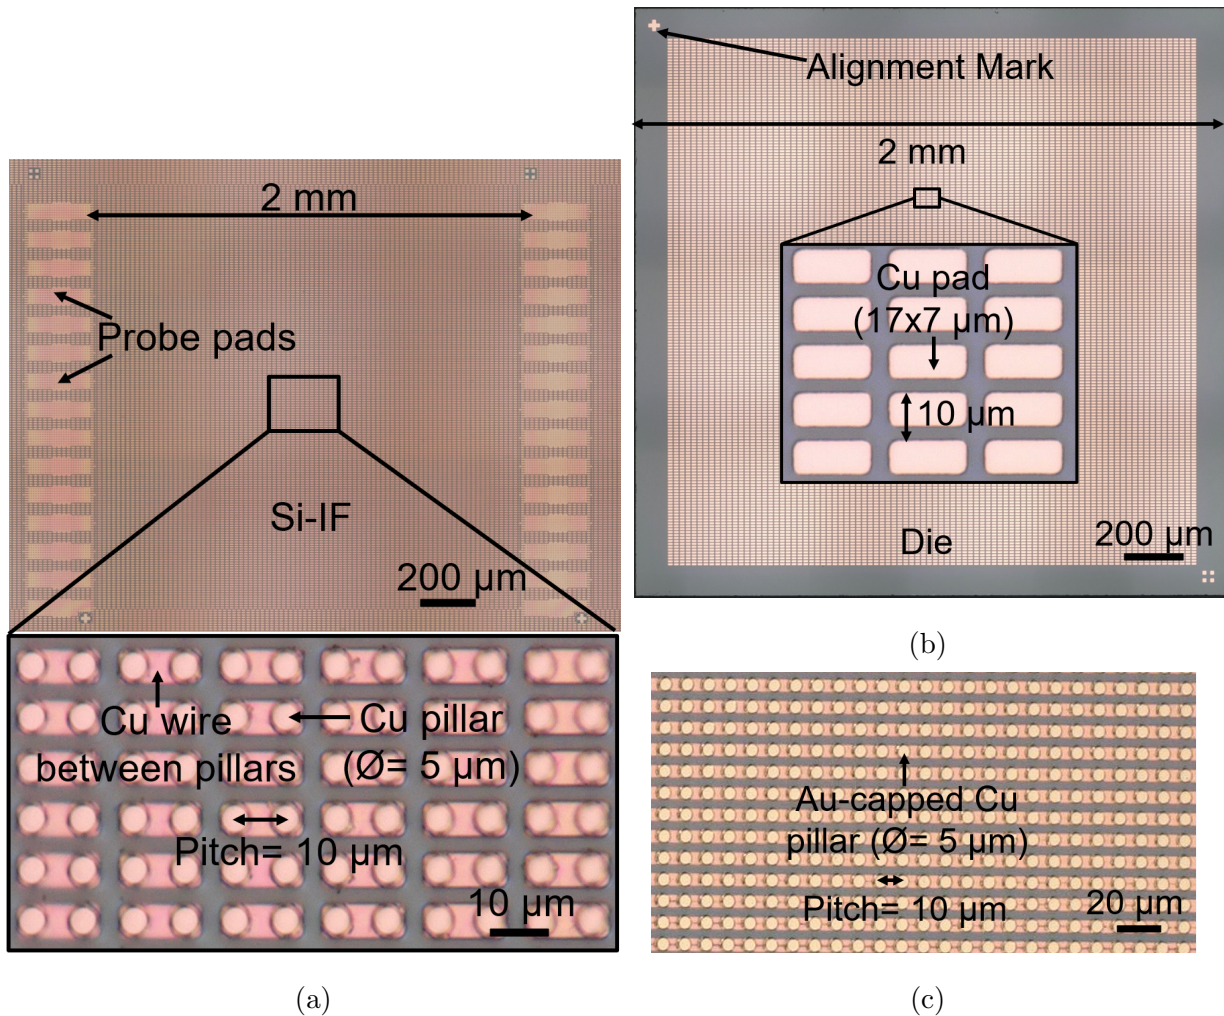 2 mm
Probe pads
Si-IF
200 μm
Cu wire
between pillars
Cu pillar
(Ø= 5 μm)
Pitch= 10 μm
10 μm
(a)
Alignment Mark
2 mm
Cu pad
(17x7 μm)
10 μm
Die
200 μm
(b)
Au-capped Cu
pillar (Ø= 5 μm)
Pitch= 10 μm
20 μm
(c)